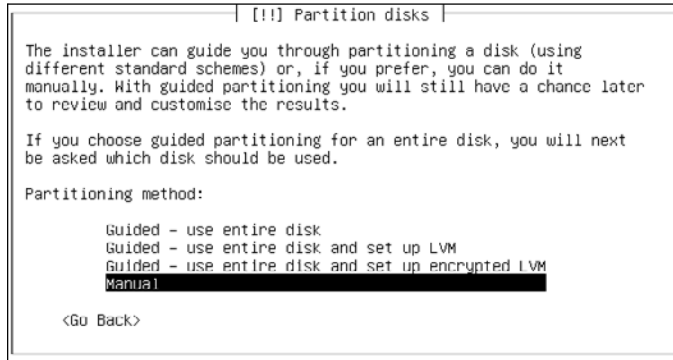 [!!] Partition disks
The installer can guide you through partitioning a disk (using
different standard schemes) or, if you prefer, you can do it
manually. With guided partitioning you will still have a chance later
to review and customise the results.
If you choose guided partitioning for an entire disk, you will next
be asked which disk should be used.
Partitioning method:
Guided – use entire disk
Guided – use entire disk and set up LVM
Guided – use entire disk and set up encrypted LVM
Manual
<Go Back>